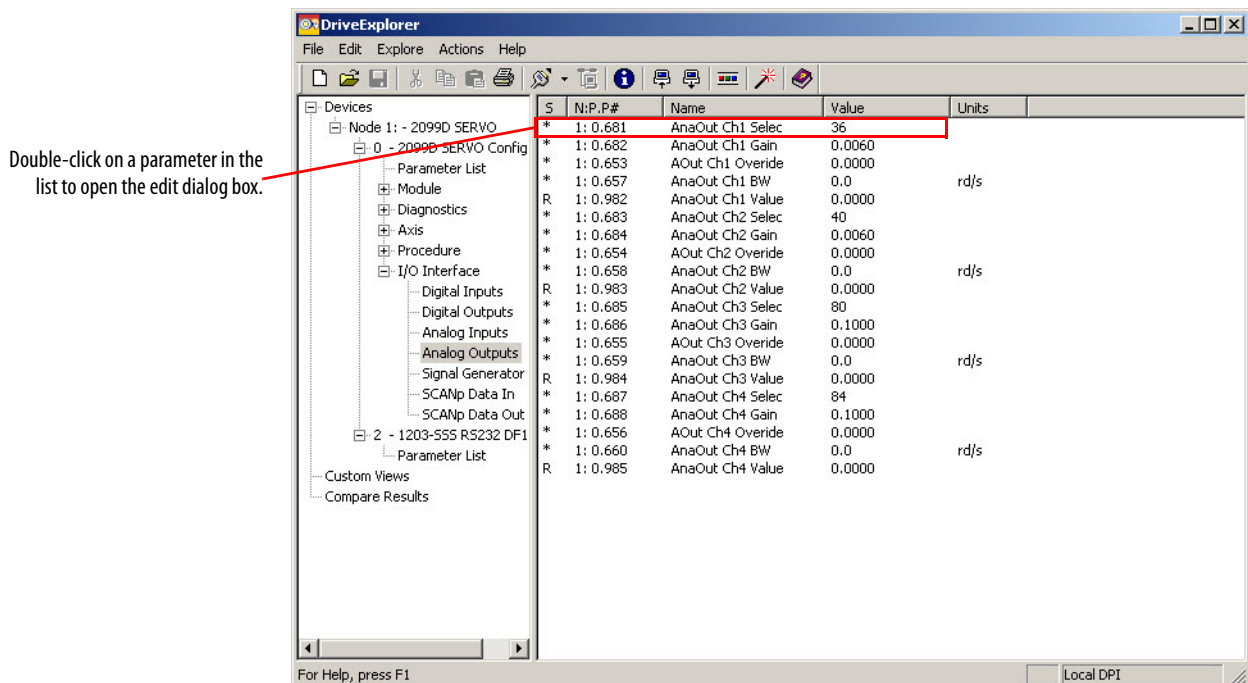 DriveExplorer
File Edit Explore Actions Help
Double-click on a parameter in the
list to open the edit dialog box.
Devices
Node 1: - 2099D SERVO
0 - 2099D SERVO Config
Parameter List
Module
Diagnostics
Axis
Procedure
I/O Interface
Digital Inputs
Digital Outputs
Analog Inputs
Analog Outputs
Signal Generator
SCANp Data In
SCANp Data Out
2 - 1203-SSS RS232 DF1
Parameter List
Custom Views
Compare Results
S N:P.P# Name Value Units
* 1: 0.681 AnaOut Ch1 Selec 36
* 1: 0.682 AnaOut Ch1 Gain 0.0060
* 1: 0.653 AOut Ch1 Overide 0.0000
* 1: 0.657 AnaOut Ch1 BW 0.0 rd/s
R 1: 0.982 AnaOut Ch1 Value 0.0000
* 1: 0.683 AnaOut Ch2 Selec 40
* 1: 0.684 AnaOut Ch2 Gain 0.0060
* 1: 0.654 AOut Ch2 Overide 0.0000
* 1: 0.658 AnaOut Ch2 BW 0.0 rd/s
R 1: 0.983 AnaOut Ch2 Value 0.0000
* 1: 0.685 AnaOut Ch3 Selec 80
* 1: 0.686 AnaOut Ch3 Gain 0.1000
* 1: 0.655 AOut Ch3 Overide 0.0000
* 1: 0.659 AnaOut Ch3 BW 0.0 rd/s
R 1: 0.984 AnaOut Ch3 Value 0.0000
* 1: 0.687 AnaOut Ch4 Selec 84
* 1: 0.688 AnaOut Ch4 Gain 0.1000
* 1: 0.656 AOut Ch4 Overide 0.0000
* 1: 0.660 AnaOut Ch4 BW 0.0 rd/s
R 1: 0.985 AnaOut Ch4 Value 0.0000
For Help, press F1
Local DPI